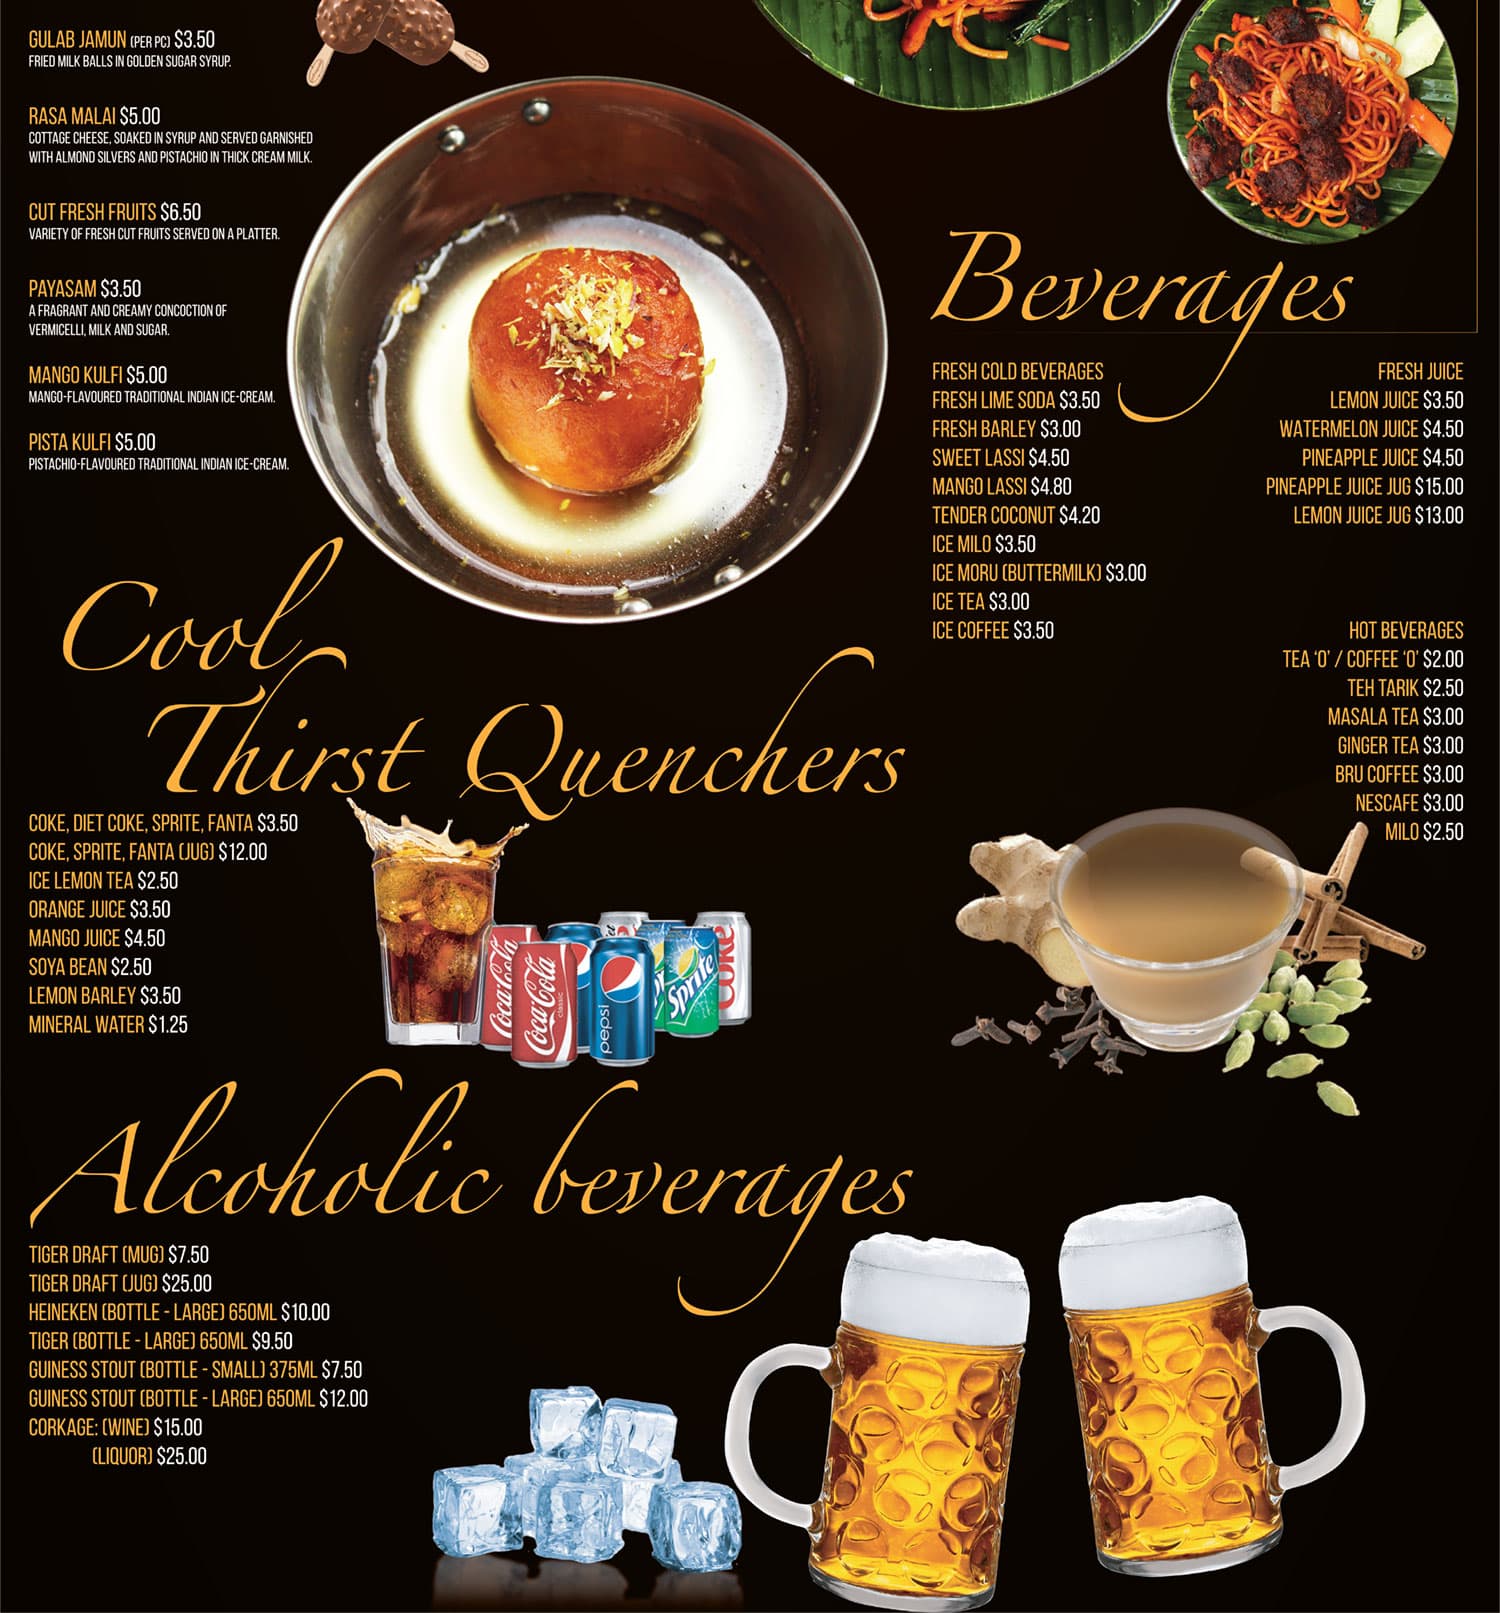 GULAB JAMUN (PER PC) $3.50
FRIED MILK BALLS IN GOLDEN SUGAR SYRUP.
RASA MALAI $5.00
COTTAGE CHEESE, SOAKED IN SYRUP AND SERVED GARNISHED
WITH ALMOND SILVERS AND PISTACHIO IN THICK CREAM MILK.
CUT FRESH FRUITS $6.50
VARIETY OF FRESH CUT FRUITS SERVED ON A PLATTER.
PAYASAM $3.50
A FRAGRANT AND CREAMY CONCOCTION OF
VERMICELLI, MILK AND SUGAR.
MANGO KULFI $5.00
MANGO-FLAVOURED TRADITIONAL INDIAN ICE-CREAM.
PISTA KULFI $5.00
PISTACHIO-FLAVOURED TRADITIONAL INDIAN ICE-CREAM.
Beverages
FRESH COLD BEVERAGES
FRESH LIME SODA $3.50
FRESH BARLEY $3.00
SWEET LASSI $4.50
MANGO LASSI $4.80
TENDER COCONUT $4.20
ICE MILO $3.50
ICE MORU (BUTTERMILK) $3.00
ICE TEA $3.00
ICE COFFEE $3.50
FRESH JUICE
LEMON JUICE $3.50
WATERMELON JUICE $4.50
PINEAPPLE JUICE $4.50
PINEAPPLE JUICE JUG $15.00
LEMON JUICE JUG $13.00
HOT BEVERAGES
TEA 'O' / COFFEE 'O' $2.00
TEH TARIK $2.50
MASALA TEA $3.00
GINGER TEA $3.00
BRU COFFEE $3.00
NESCAFE $3.00
MILO $2.50
Cool
Thirst Quenchers
COKE, DIET COKE, SPRITE, FANTA $3.50
COKE, SPRITE, FANTA (JUG) $12.00
ICE LEMON TEA $2.50
ORANGE JUICE $3.50
MANGO JUICE $4.50
SOYA BEAN $2.50
LEMON BARLEY $3.50
MINERAL WATER $1.25
Coca-Cola
Coca-Cola
classic
pepsi
Sprite
coke
Alcoholic beverages
TIGER DRAFT (MUG) $7.50
TIGER DRAFT (JUG) $25.00
HEINEKEN (BOTTLE - LARGE) 650ML $10.00
TIGER (BOTTLE - LARGE) 650ML $9.50
GUINESS STOUT (BOTTLE - SMALL) 375ML $7.50
GUINESS STOUT (BOTTLE - LARGE) 650ML $12.00
CORKAGE: (WINE) $15.00
(LIQUOR) $25.00